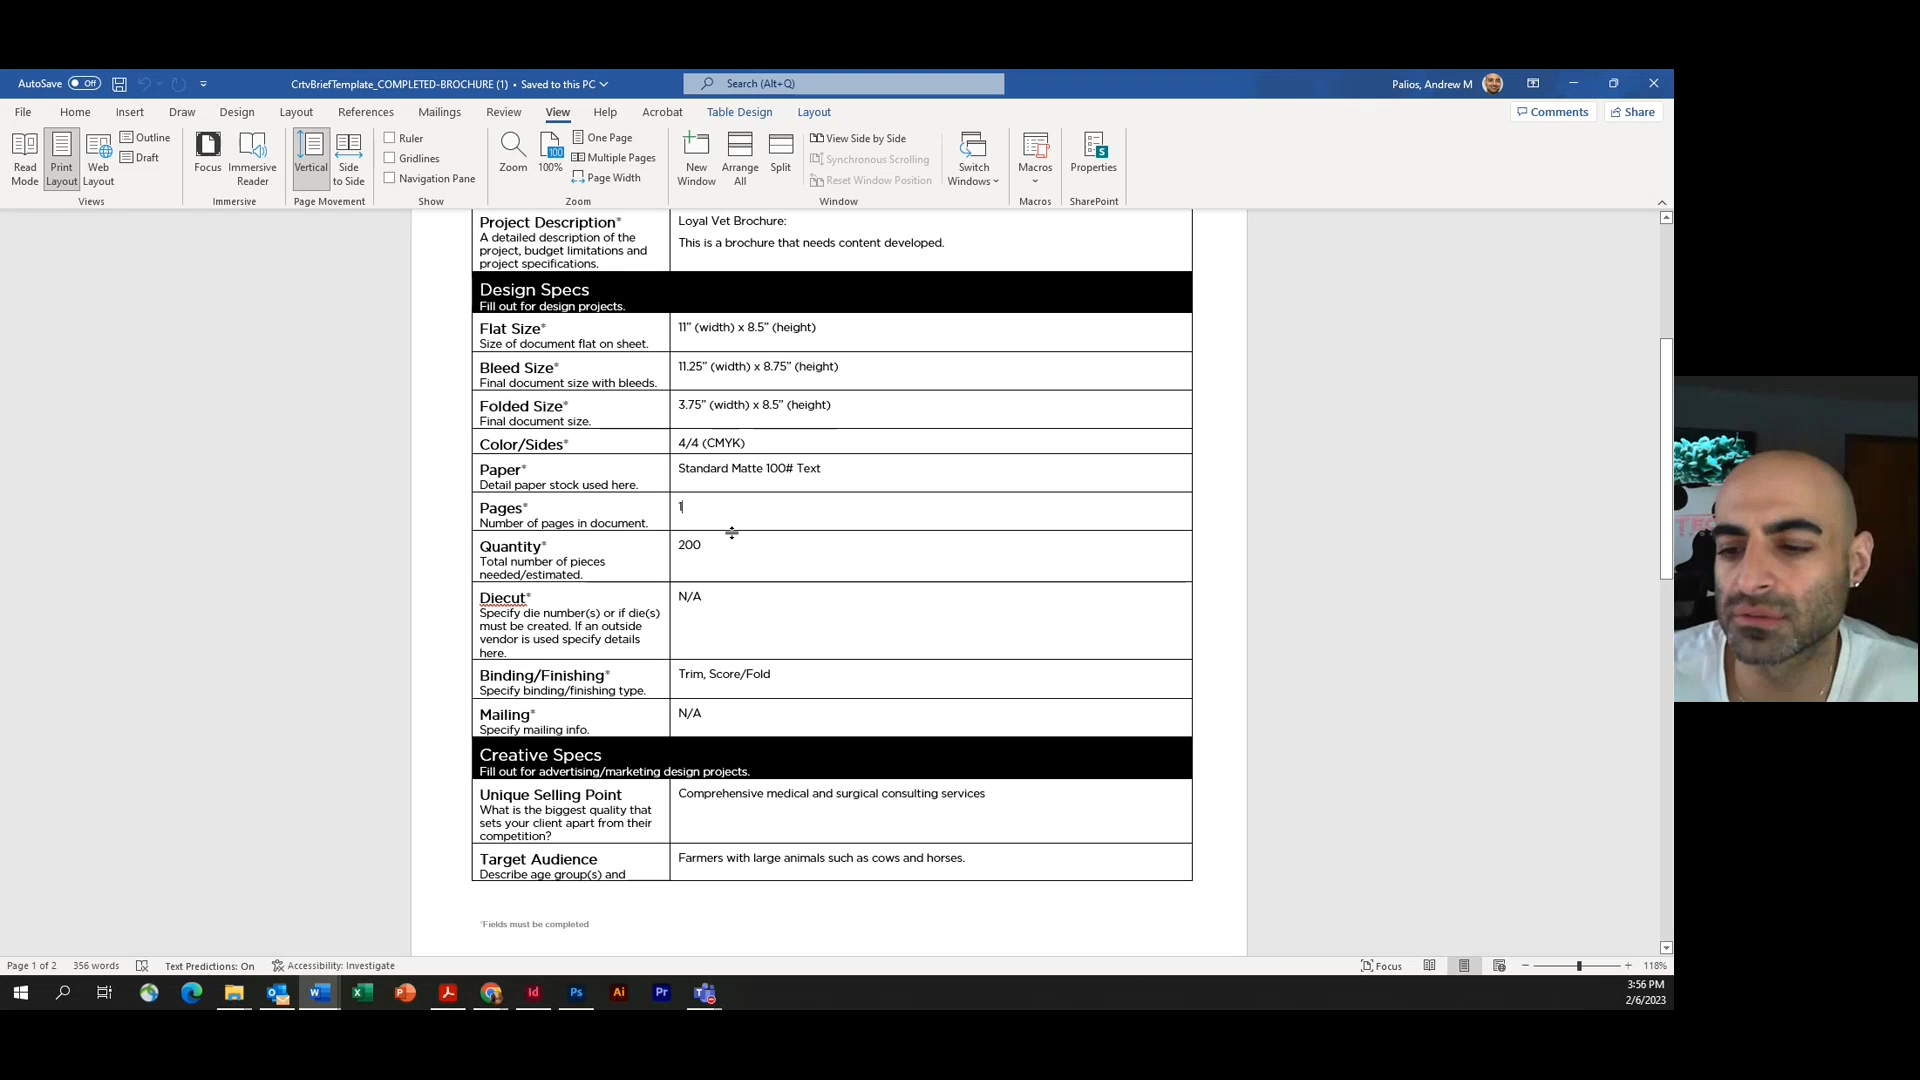 AutoSave Off CrtvBriefTemplate_COMPLETED-BROCHURE (1) • Saved to this PC Search (Alt+Q) Palios, Andrew M
File Home Insert Draw Design Layout References Mailings Review View Help Acrobat Table Design Layout Comments Share
Read Mode
Print Layout
Web Layout
Outline
Draft
Views
Focus
Immersive Reader
Immersive
Vertical
Side to Side
Page Movement
Ruler
Gridlines
Navigation Pane
Show
Zoom
100
100%
One Page
Multiple Pages
Page Width
Zoom
New Window
Arrange All
Split
View Side by Side
Synchronous Scrolling
Reset Window Position
Window
Switch Windows
Macros
Macros
Properties
SharePoint
Project Description*
A detailed description of the
project, budget limitations and
project specifications.
Loyal Vet Brochure:
This is a brochure that needs content developed.
Design Specs
Fill out for design projects.
Flat Size*
Size of document flat on sheet.
11” (width) x 8.5” (height)
Bleed Size*
Final document size with bleeds.
11.25” (width) x 8.75” (height)
Folded Size*
Final document size.
3.75” (width) x 8.5” (height)
Color/Sides*
4/4 (CMYK)
Paper*
Detail paper stock used here.
Standard Matte 100# Text
Pages*
Number of pages in document.
1
Quantity*
Total number of pieces
needed/estimated.
200
Diecut*
Specify die number(s) or if die(s)
must be created. If an outside
vendor is used specify details
here.
N/A
Binding/Finishing*
Specify binding/finishing type.
Trim, Score/Fold
Mailing*
Specify mailing info.
N/A
Creative Specs
Fill out for advertising/marketing design projects.
Unique Selling Point
What is the biggest quality that
sets your client apart from their
competition?
Comprehensive medical and surgical consulting services
Target Audience
Describe age group(s) and
Farmers with large animals such as cows and horses.
*Fields must be completed
Page 1 of 2 356 words Text Predictions: On Accessibility: Investigate Focus 118%
3:56 PM
2/6/2023